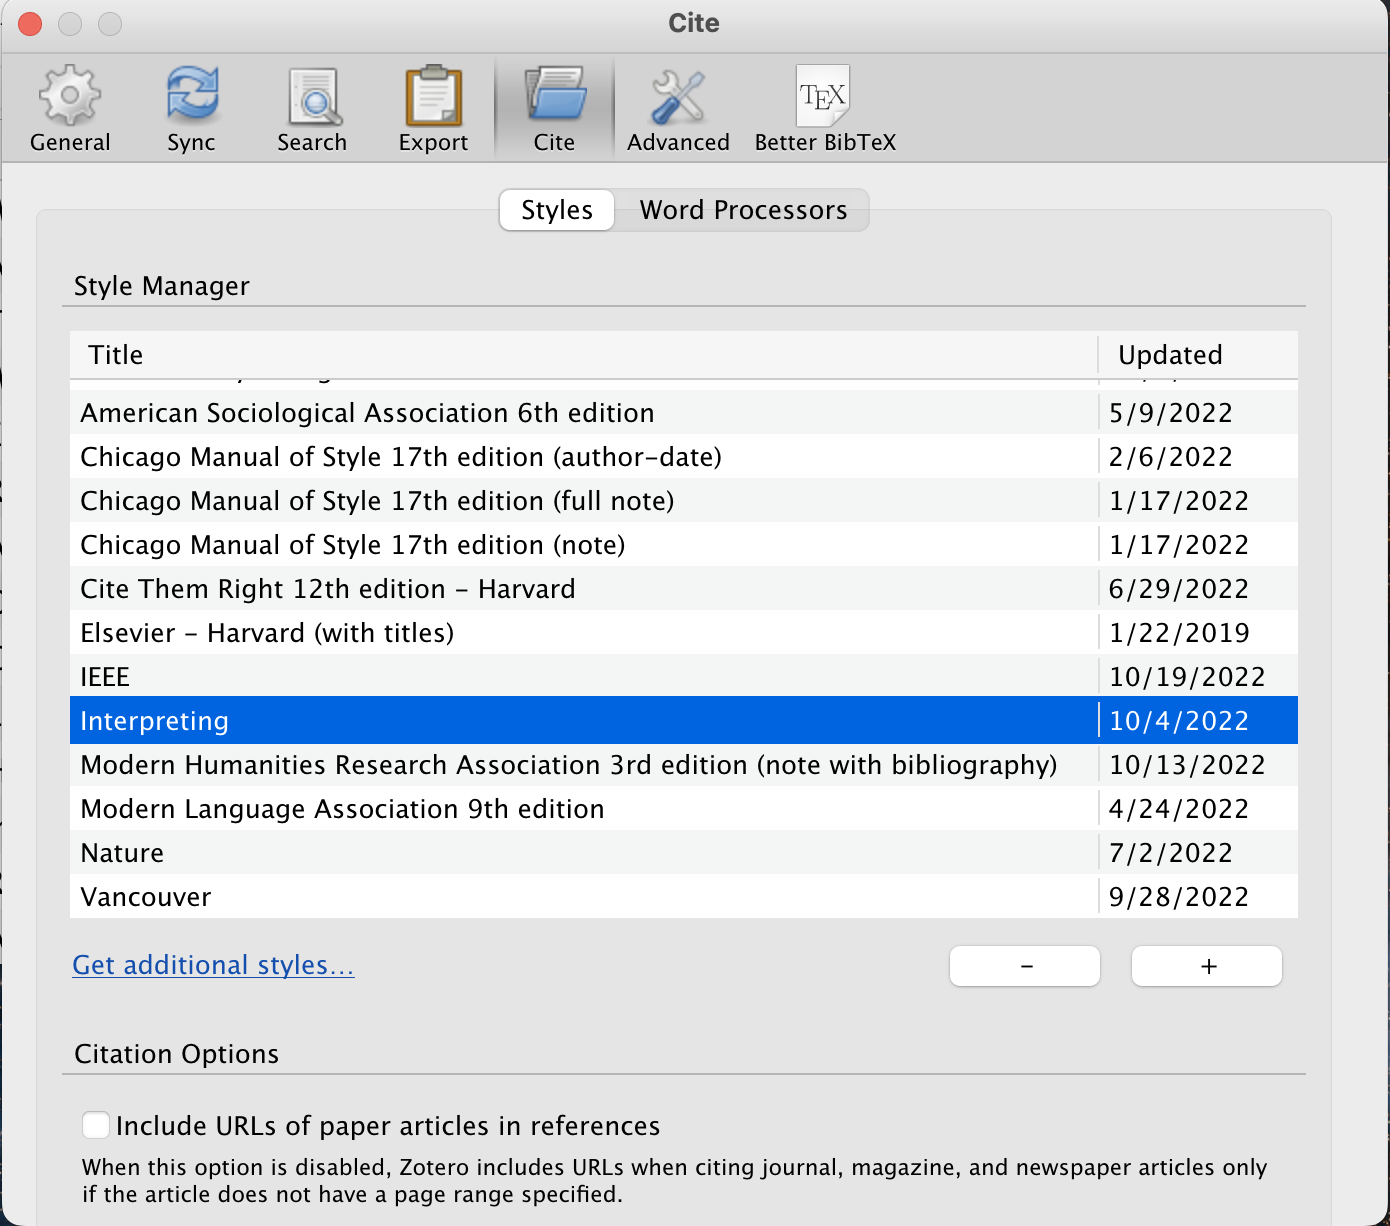 Cite
General Sync Search Export Cite Advanced Better BibTeX
TEX
Styles Word Processors
Style Manager
Title Updated
American Sociological Association 6th edition 5/9/2022
Chicago Manual of Style 17th edition (author-date) 2/6/2022
Chicago Manual of Style 17th edition (full note) 1/17/2022
Chicago Manual of Style 17th edition (note) 1/17/2022
Cite Them Right 12th edition - Harvard 6/29/2022
Elsevier - Harvard (with titles) 1/22/2019
IEEE 10/19/2022
Interpreting 10/4/2022
Modern Humanities Research Association 3rd edition (note with bibliography) 10/13/2022
Modern Language Association 9th edition 4/24/2022
Nature 7/2/2022
Vancouver 9/28/2022
Get additional styles...
- +
Citation Options
Include URLs of paper articles in references
When this option is disabled, Zotero includes URLs when citing journal, magazine, and newspaper articles only
if the article does not have a page range specified.